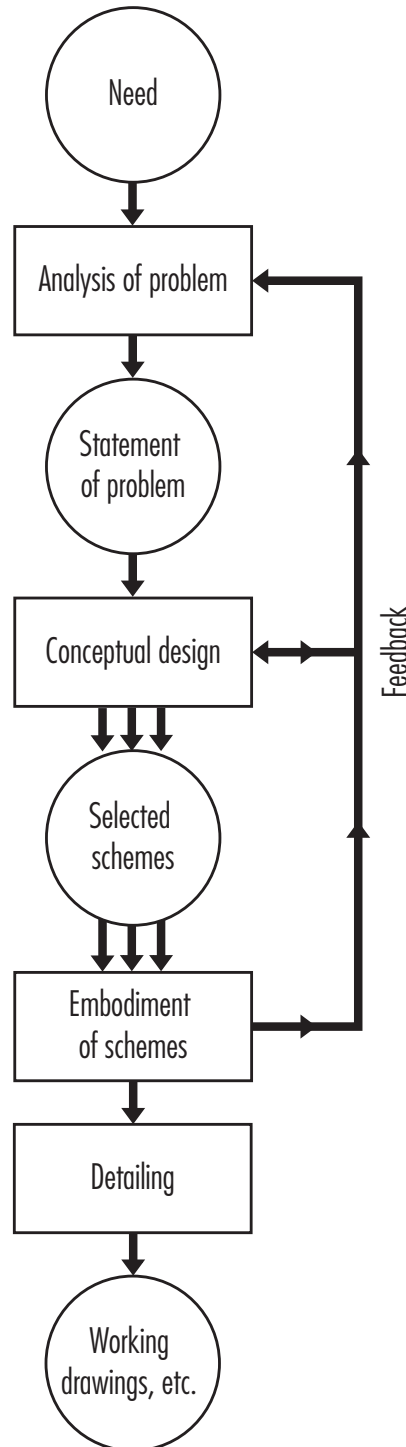 Need
Analysis of problem
Statement
of problem
Conceptual design
Feedback
Selected
schemes
Embodiment
of schemes
Detailing
Working
drawings, etc.